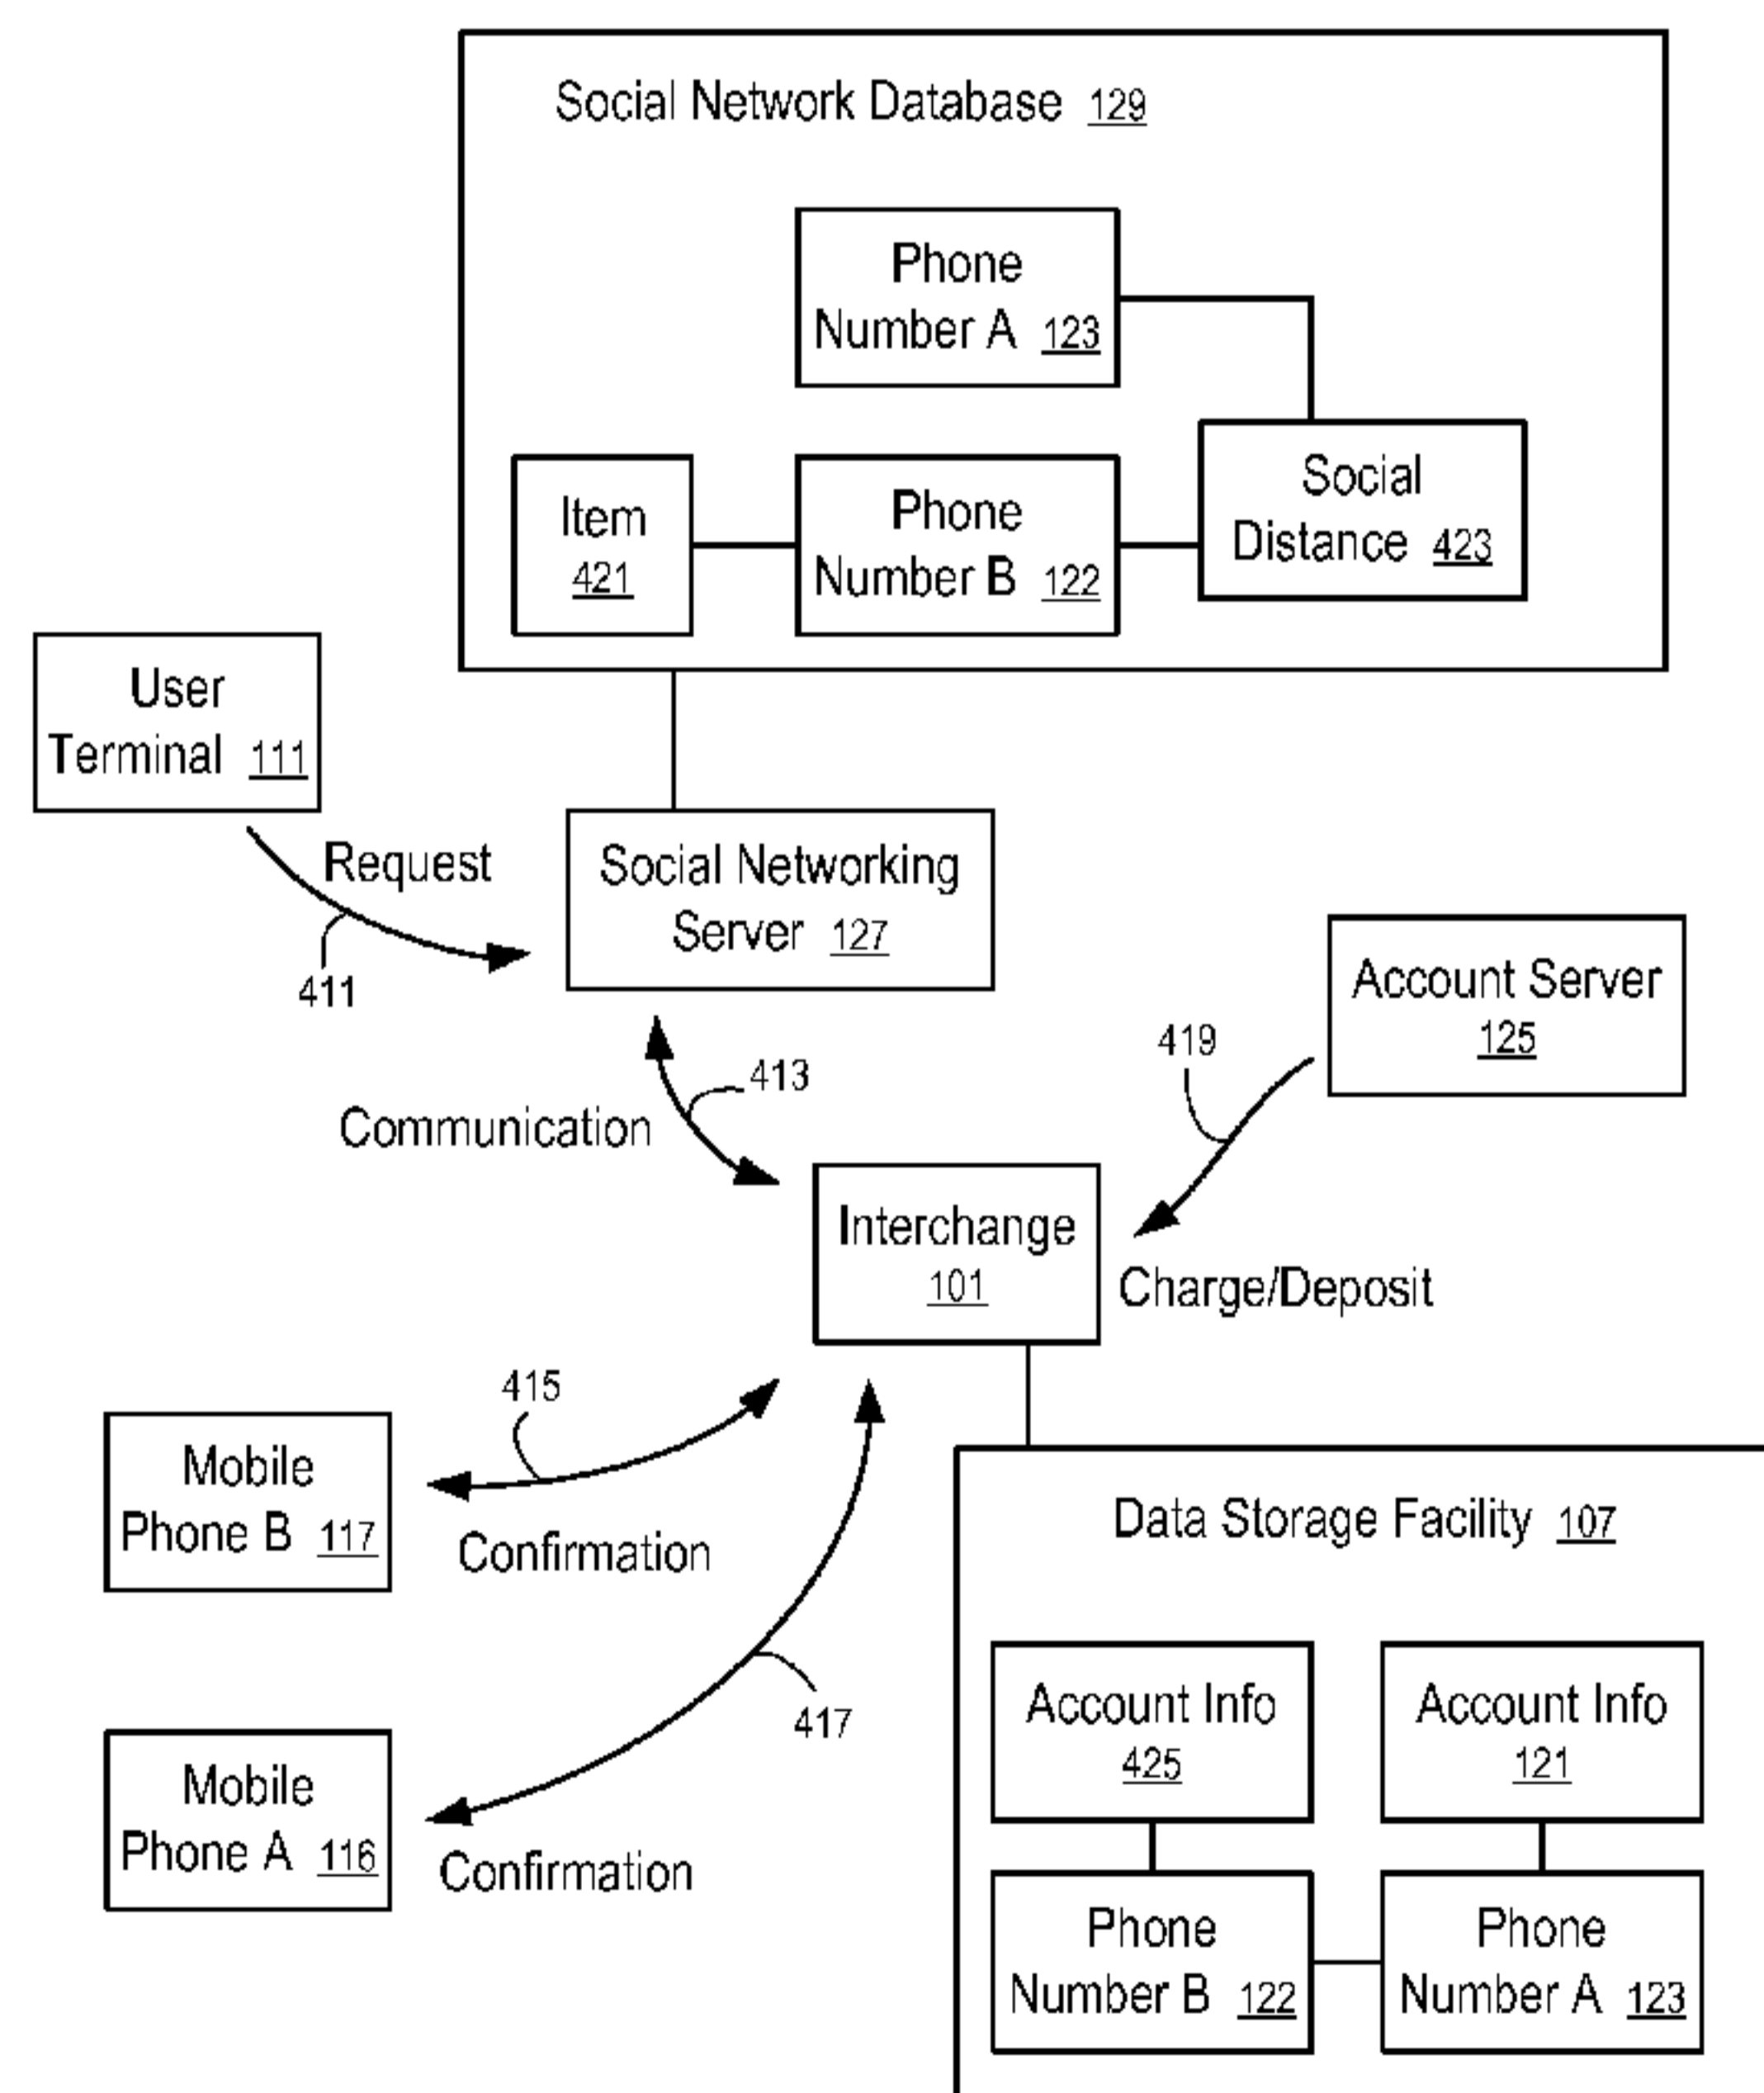 Social Network Database 129
Phone
Number A 123
Social
Distance 423
Item
421
Phone
Number B 122
User
Terminal 111
Request
411
Social Networking
Server 127
Account Server
125
419
413
Communication
Interchange
101
Charge/Deposit
415
Mobile
Phone B 117
Confirmation
417
Mobile
Phone A 116
Confirmation
Data Storage Facility 107
Account Info
425
Account Info
121
Phone
Number B 122
Phone
Number A 123